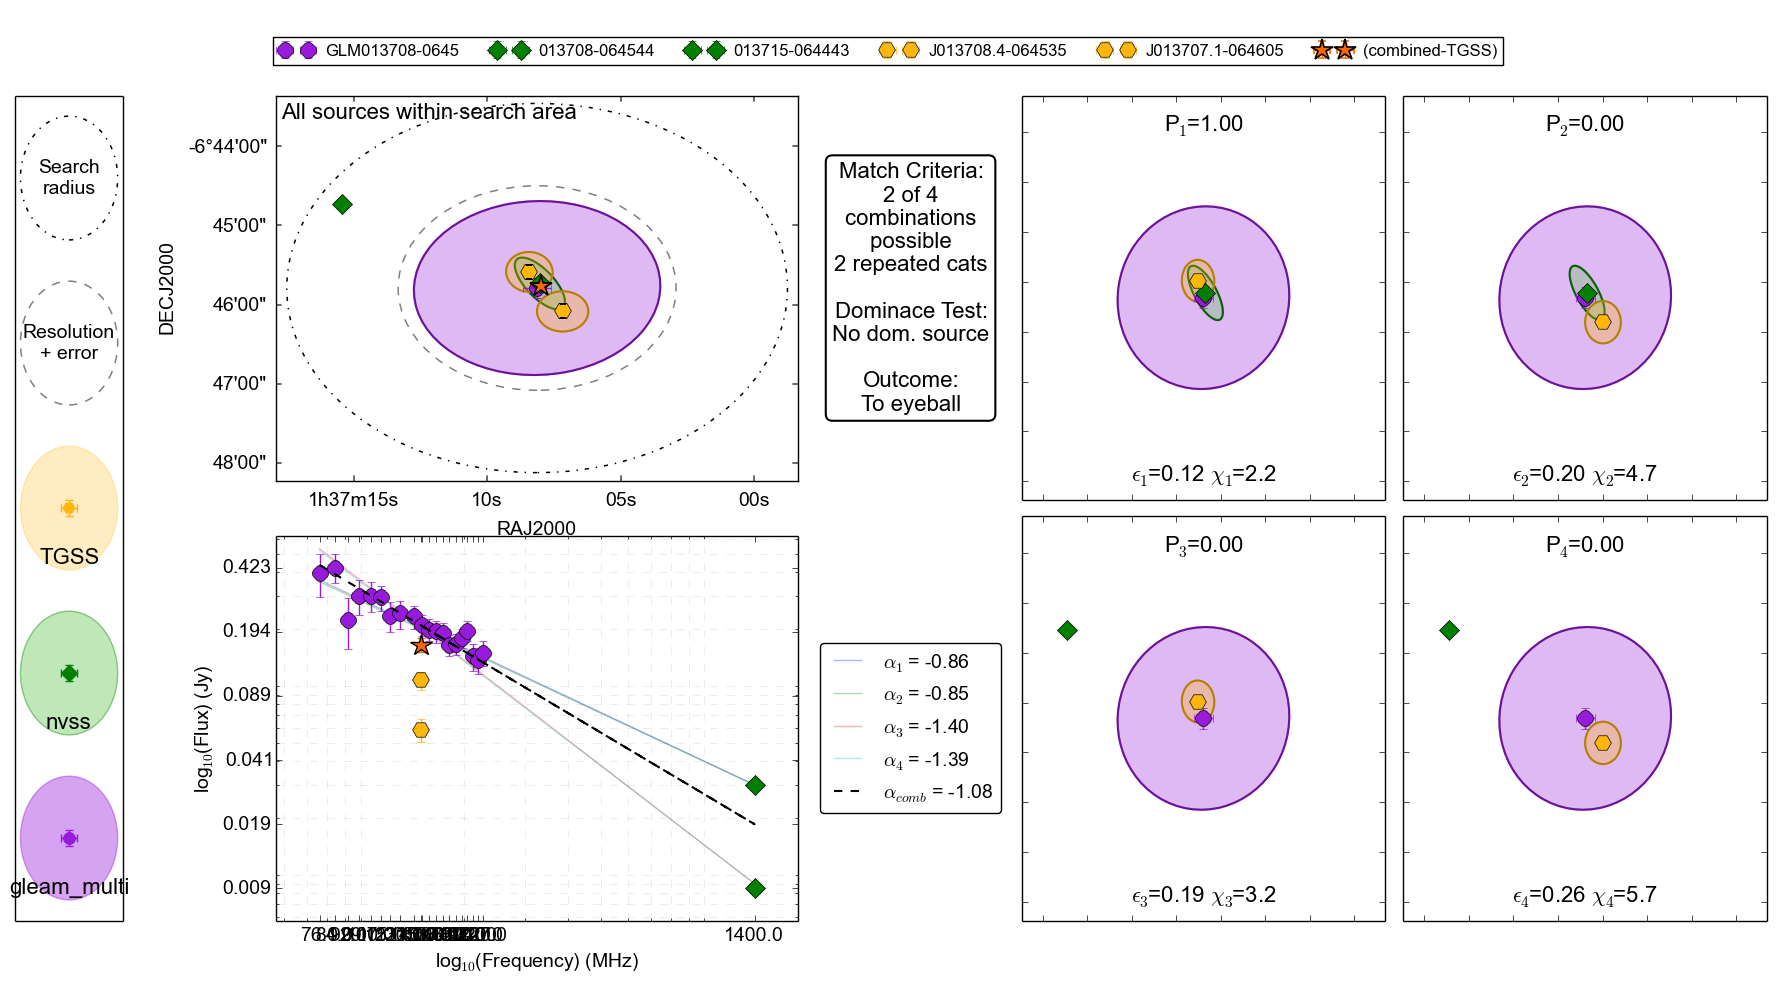 GLM013708-0645 013708-064544 013715-064443 J013708.4-064535 J013707.1-064605 (combined-TGSS)
Search
radius
Resolution
+ error
TGSS
nvss
gleam_multi
All sources within search area
-6°44'00"
45'00"
46'00"
47'00"
48'00"
DECJ2000
1h37m15s 10s 05s 00s
RAJ2000
Match Criteria:
2 of 4
combinations
possible
2 repeated cats
Dominace Test:
No dom. source
Outcome:
To eyeball
P1=1.00
ϵ1=0.12 χ1=2.2
P2=0.00
ϵ2=0.20 χ2=4.7
P3=0.00
ϵ3=0.19 χ3=3.2
P4=0.00
ϵ4=0.26 χ4=5.7
0.423
0.194
0.089
0.041
0.019
0.009
log10(Flux) (Jy)
1400.0
log10(Frequency) (MHz)
α1 = -0.86
α2 = -0.85
α3 = -1.40
α4 = -1.39
αcomb = -1.08